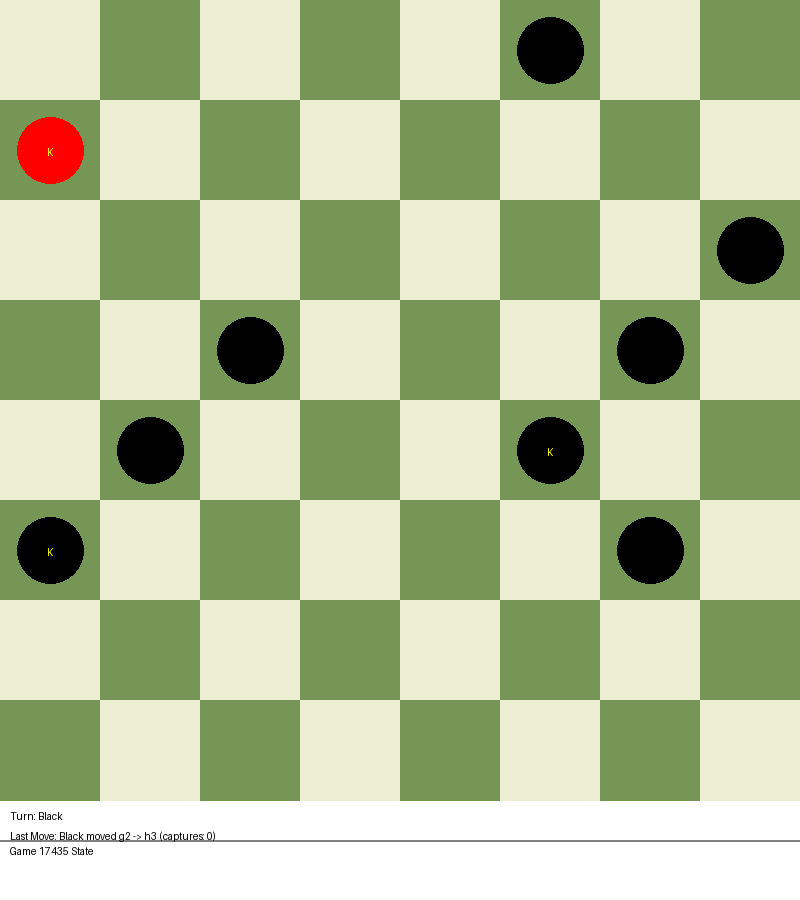 K
K
K
Turn: Black
Last Move: Black moved g2 -> h3 (captures: 0)
Game 17435 State